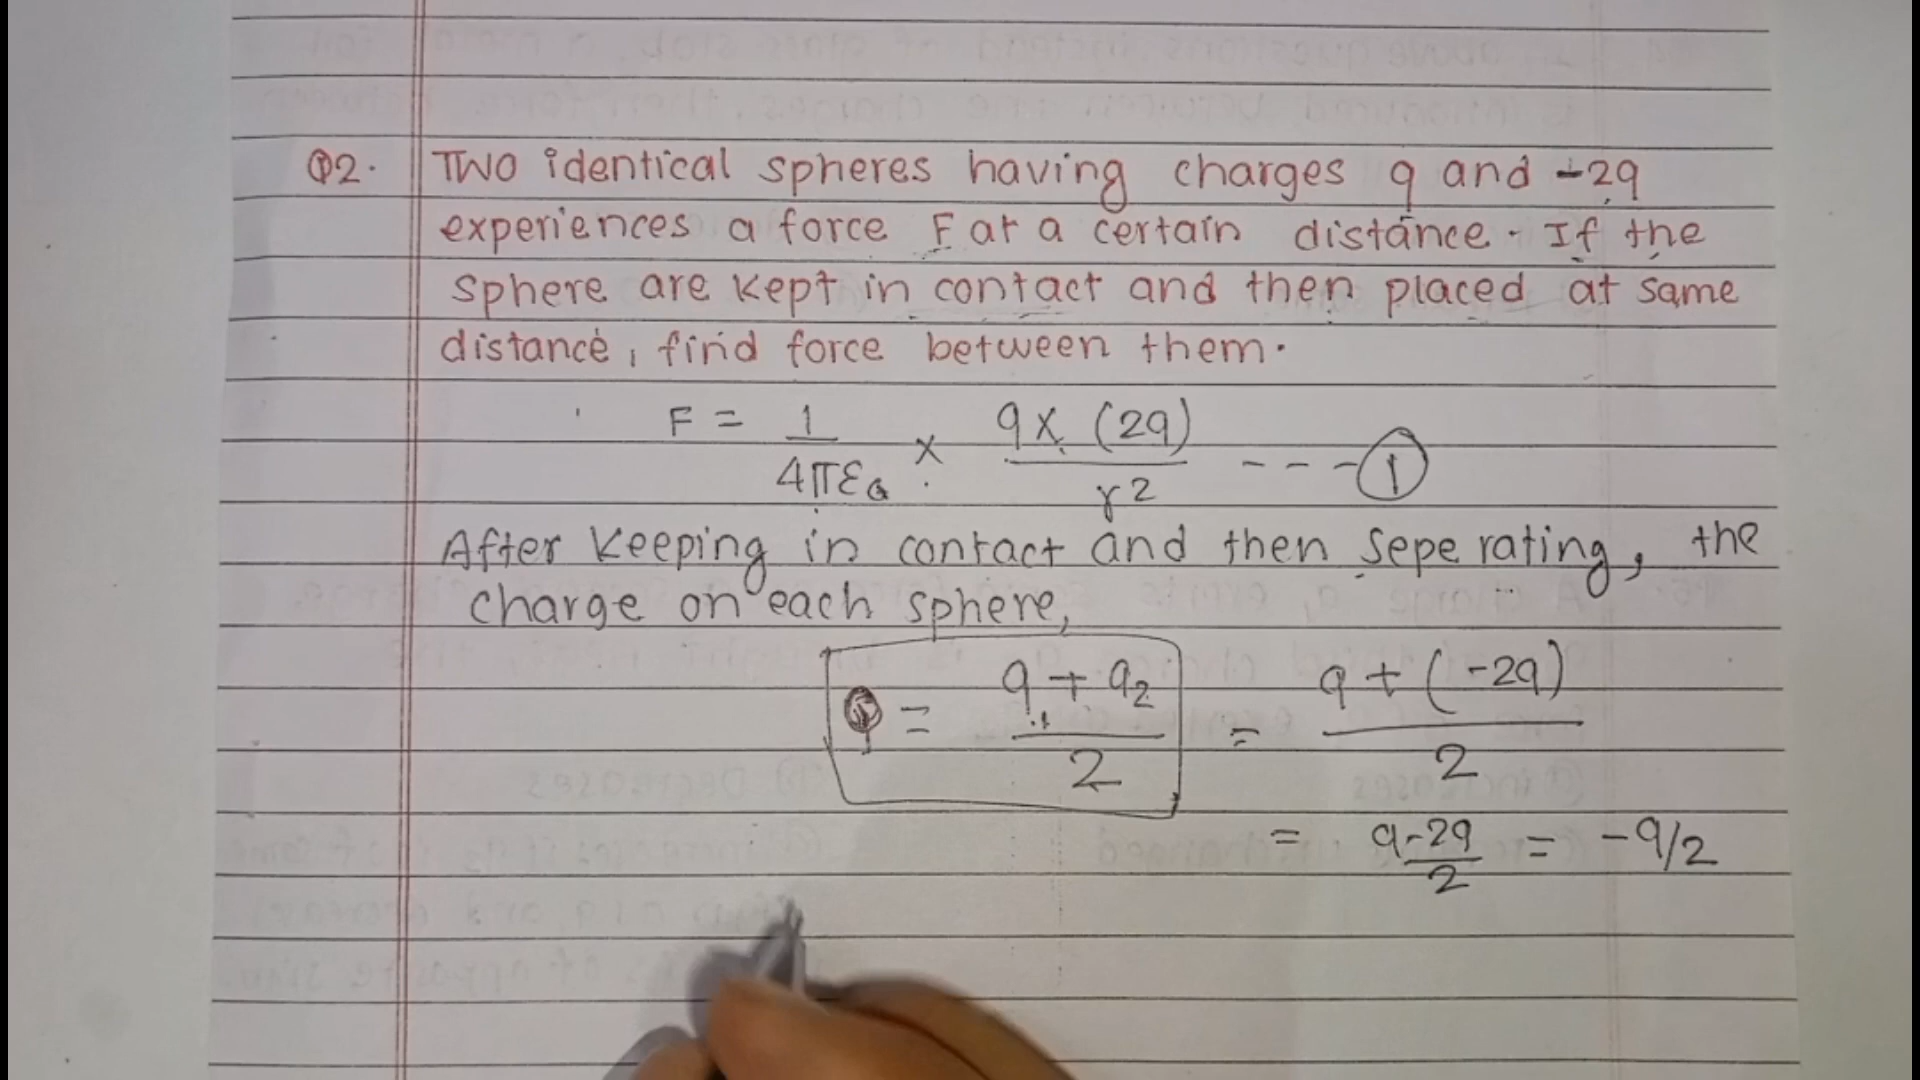 Q2. Two identical spheres having charges q and -2q
experiences a force F at a certain distance. If the
sphere are kept in contact and then placed at same
distance, find force between them.
F = 1/4πε₀ × q × (2q)/r² ---①
After keeping in contact and then seperating, the
charge on each sphere,
q = q₁ + q₂/2 = q + (-2q)/2
= q-2q/2 = -q/2